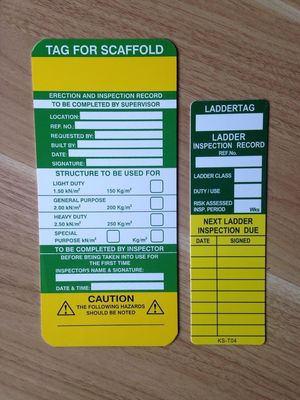 TAG FOR SCAFFOLD
ERECTION AND INSPECTION RECORD
TO BE COMPLETED BY SUPERVISOR
LOCATION:
REF. NO.
REQUESTED BY:
BUILT BY:
DATE:
SIGNATURE:
STRUCTURE TO BE USED FOR
LIGHT DUTY
1.50 kN/m² 150 Kg/m²
GENERAL PURPOSE
2.00 kN/m² 200 Kg/m²
HEAVY DUTY
2.50 kN/m² 250 Kg/m²
SPECIAL
PURPOSE kN/m² Kg/m²
TO BE COMPLETED BY INSPECTOR
BEFORE BEING TAKEN INTO USE FOR
THE FIRST TIME
INSPECTOR'S NAME & SIGNATURE:
DATE & TIME:
CAUTION
THE FOLLOWING HAZARDS
SHOULD BE NOTED
LADDERTAG
LADDER
INSPECTION RECORD
REF.No.
LADDER CLASS
DUTY / USE
RISK ASSESSED
INSP. PERIOD Wks
NEXT LADDER
INSPECTION DUE
DATE SIGNED
KS-T04